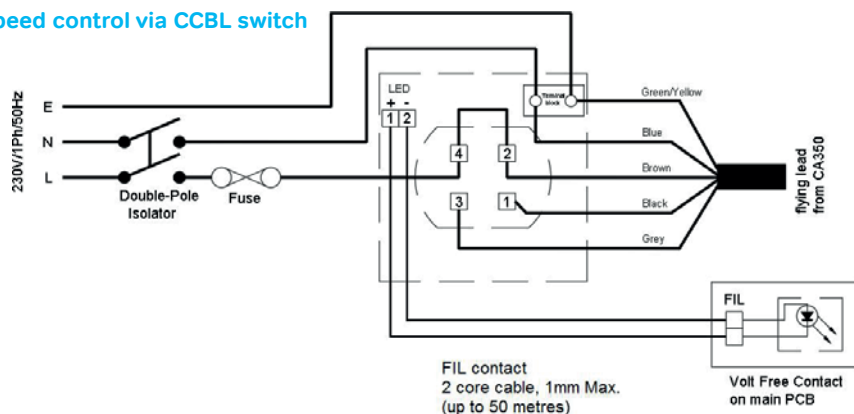 peed control via CCBL switch
230V/1Ph/50Hz
E
N
L
Double-Pole
Isolator
Fuse
LED
+ -
1 2
Terminal
block
4 2
3 1
Green/Yellow
Blue
Brown
Black
Grey
flying lead
from CA350
FIL
FIL contact
2 core cable, 1mm Max.
(up to 50 metres)
Volt Free Contact
on main PCB